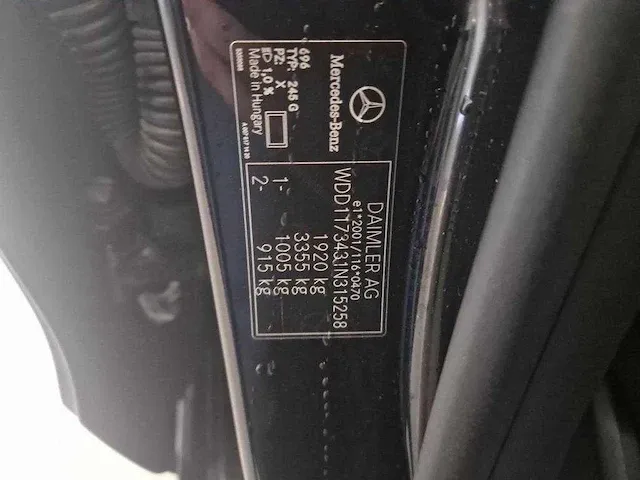 Mercedes-Benz
696
TYP: 245 G
PZ: X
1,0 %
Made in Hungary
DAIMLER AG
e1*2001/116*0470
WDD1173431N315258
1920 kg
3355 kg
1- 1005 kg
2- 915 kg